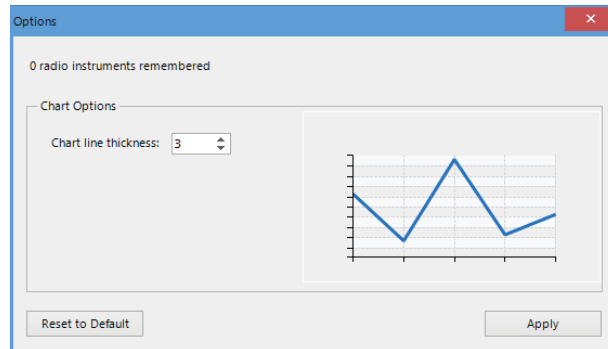 Options
0 radio instruments remembered
Chart Options
Chart line thickness: 3
Reset to Default
Apply